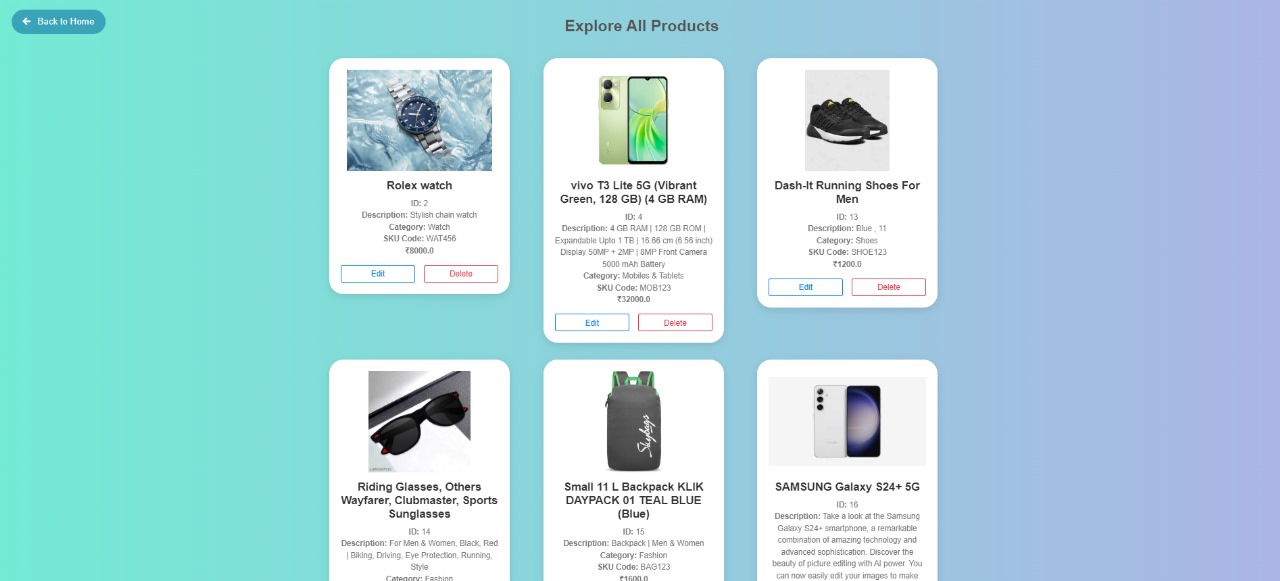 Back to Home
Explore All Products
Rolex watch
ID: 2
Description: Stylish chain watch
Category: Watch
SKU Code: WAT456
₹8000.0
Edit
Delete
vivo T3 Lite 5G (Vibrant
Green, 128 GB) (4 GB RAM)
ID: 4
Description: 4 GB RAM | 128 GB ROM |
Expandable Upto 1 TB | 16.66 cm (6.56 inch)
Display 50MP + 2MP | 8MP Front Camera
5000 mAh Battery
Category: Mobiles & Tablets
SKU Code: MOB123
₹32000.0
Edit
Delete
Dash-It Running Shoes For
Men
ID: 13
Description: Blue , 11
Category: Shoes
SKU Code: SHOE123
₹1200.0
Edit
Delete
Riding Glasses, Others
Wayfarer, Clubmaster, Sports
Sunglasses
ID: 14
Description: For Men & Women, Black, Red
| Biking, Driving, Eye Protection, Running,
Style
Category: Fashion
Skybags
Small 11 L Backpack KLIK
DAYPACK 01 TEAL BLUE
(Blue)
ID: 15
Description: Backpack | Men & Women
Category: Fashion
SKU Code: BAG123
₹1600.0
SAMSUNG Galaxy S24+ 5G
ID: 16
Description: Take a look at the Samsung
Galaxy S24+ smartphone, a remarkable
combination of amazing technology and
advanced sophistication. Discover the
beauty of picture editing with AI power. You
can now easily edit your images to make